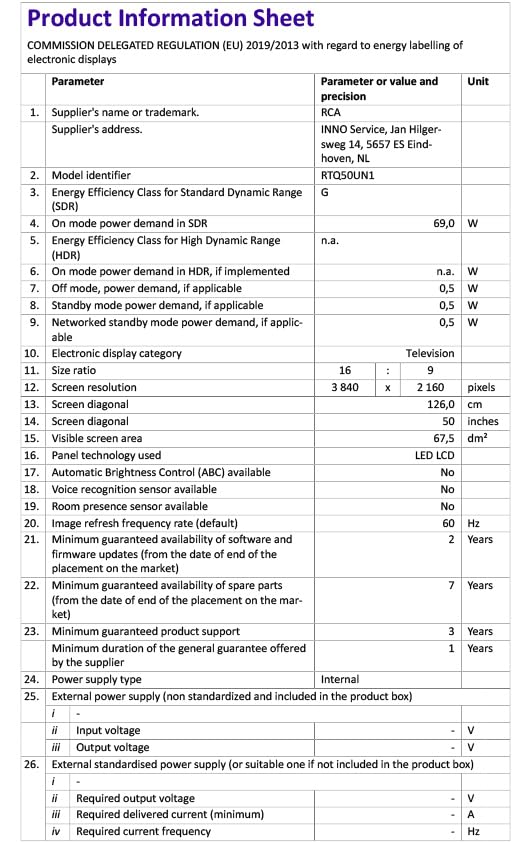 Product Information Sheet
COMMISSION DELEGATED REGULATION (EU) 2019/2013 with regard to energy labelling of
electronic displays
Parameter Parameter or value and precision Unit
1. Supplier's name or trademark. RCA
Supplier's address. INNO Service, Jan Hilger-
sweg 14, 5657 ES Eind-
hoven, NL
2. Model identifier RTQ50UN1
3. Energy Efficiency Class for Standard Dynamic Range G
(SDR)
4. On mode power demand in SDR 69,0 W
5. Energy Efficiency Class for High Dynamic Range n.a.
(HDR)
6. On mode power demand in HDR, if implemented n.a. W
7. Off mode, power demand, if applicable 0,5 W
8. Standby mode power demand, if applicable 0,5 W
9. Networked standby mode power demand, if applic- 0,5 W
able
10. Electronic display category Television
11. Size ratio 16 : 9
12. Screen resolution 3 840 x 2 160 pixels
13. Screen diagonal 126,0 cm
14. Screen diagonal 50 inches
15. Visible screen area 67,5 dm²
16. Panel technology used LED LCD
17. Automatic Brightness Control (ABC) available No
18. Voice recognition sensor available No
19. Room presence sensor available No
20. Image refresh frequency rate (default) 60 Hz
21. Minimum guaranteed availability of software and 2 Years
firmware updates (from the date of end of the
placement on the market)
22. Minimum guaranteed availability of spare parts 7 Years
(from the date of end of the placement on the mar-
ket)
23. Minimum guaranteed product support 3 Years
Minimum duration of the general guarantee offered 1 Years
by the supplier
24. Power supply type Internal
25. External power supply (non standardized and included in the product box)
i -
ii Input voltage - V
iii Output voltage - V
26. External standardised power supply (or suitable one if not included in the product box)
i -
ii Required output voltage - V
iii Required delivered current (minimum) - A
iv Required current frequency - Hz